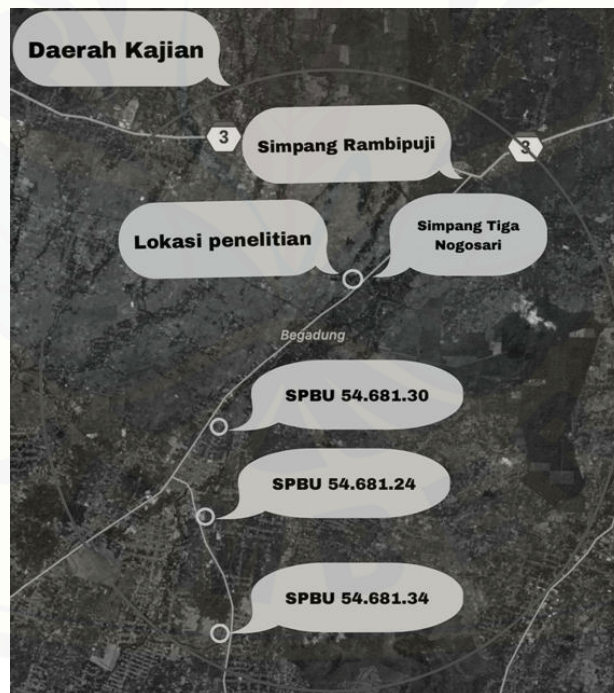 Daerah Kajian
3
Simpang Rambipuji
3
Lokasi penelitian
Simpang Tiga
Nogosari
Begadung
SPBU 54.681.30
SPBU 54.681.24
SPBU 54.681.34